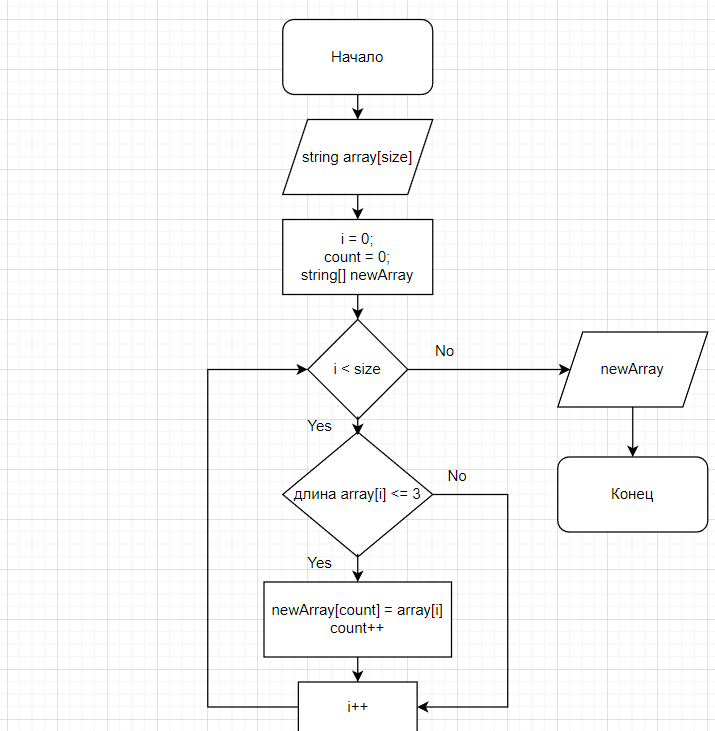 Начало
string array[size]
i = 0;
count = 0;
string[] newArray
i < size
No
newArray
Yes
длина array[i] <= 3
No
Конец
Yes
newArray[count] = array[i]
count++
i++